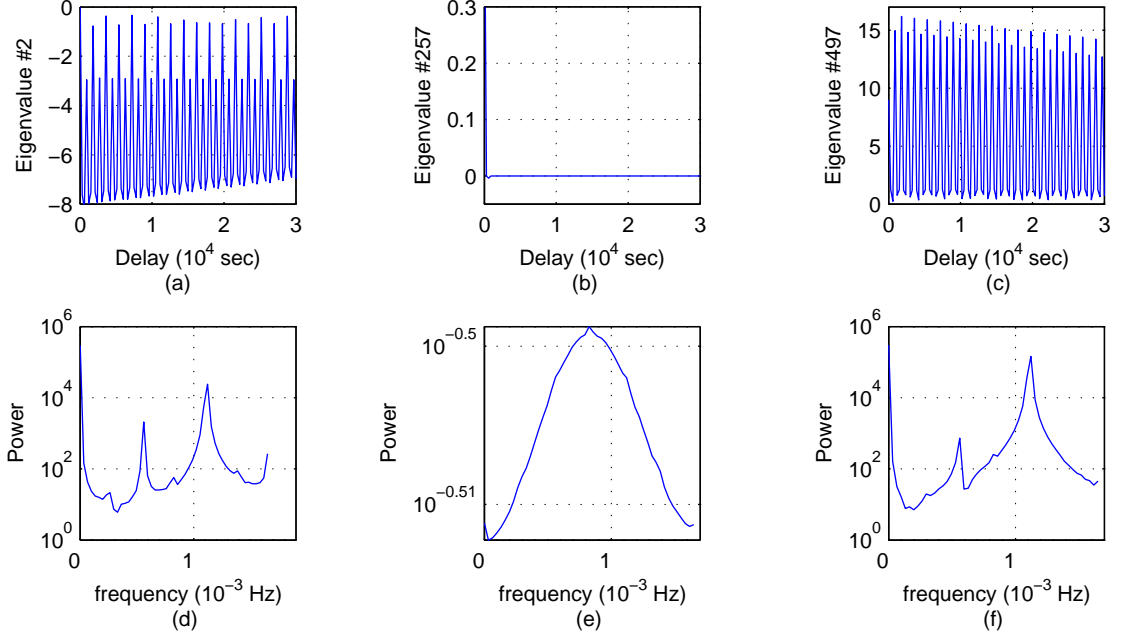 Eigenvalue #2
0
−2
−4
−6
−8
0 1 2 3
Delay (10^4 sec)
(a)
Eigenvalue #257
0.3
0.2
0.1
0
0 1 2 3
Delay (10^4 sec)
(b)
Eigenvalue #497
15
10
5
0
0 1 2 3
Delay (10^4 sec)
(c)
Power
10^6
10^4
10^2
10^0
0 1
frequency (10^−3 Hz)
(d)
Power
10^−0.5
10^−0.51
0 1
frequency (10^−3 Hz)
(e)
Power
10^6
10^4
10^2
10^0
0 1
frequency (10^−3 Hz)
(f)